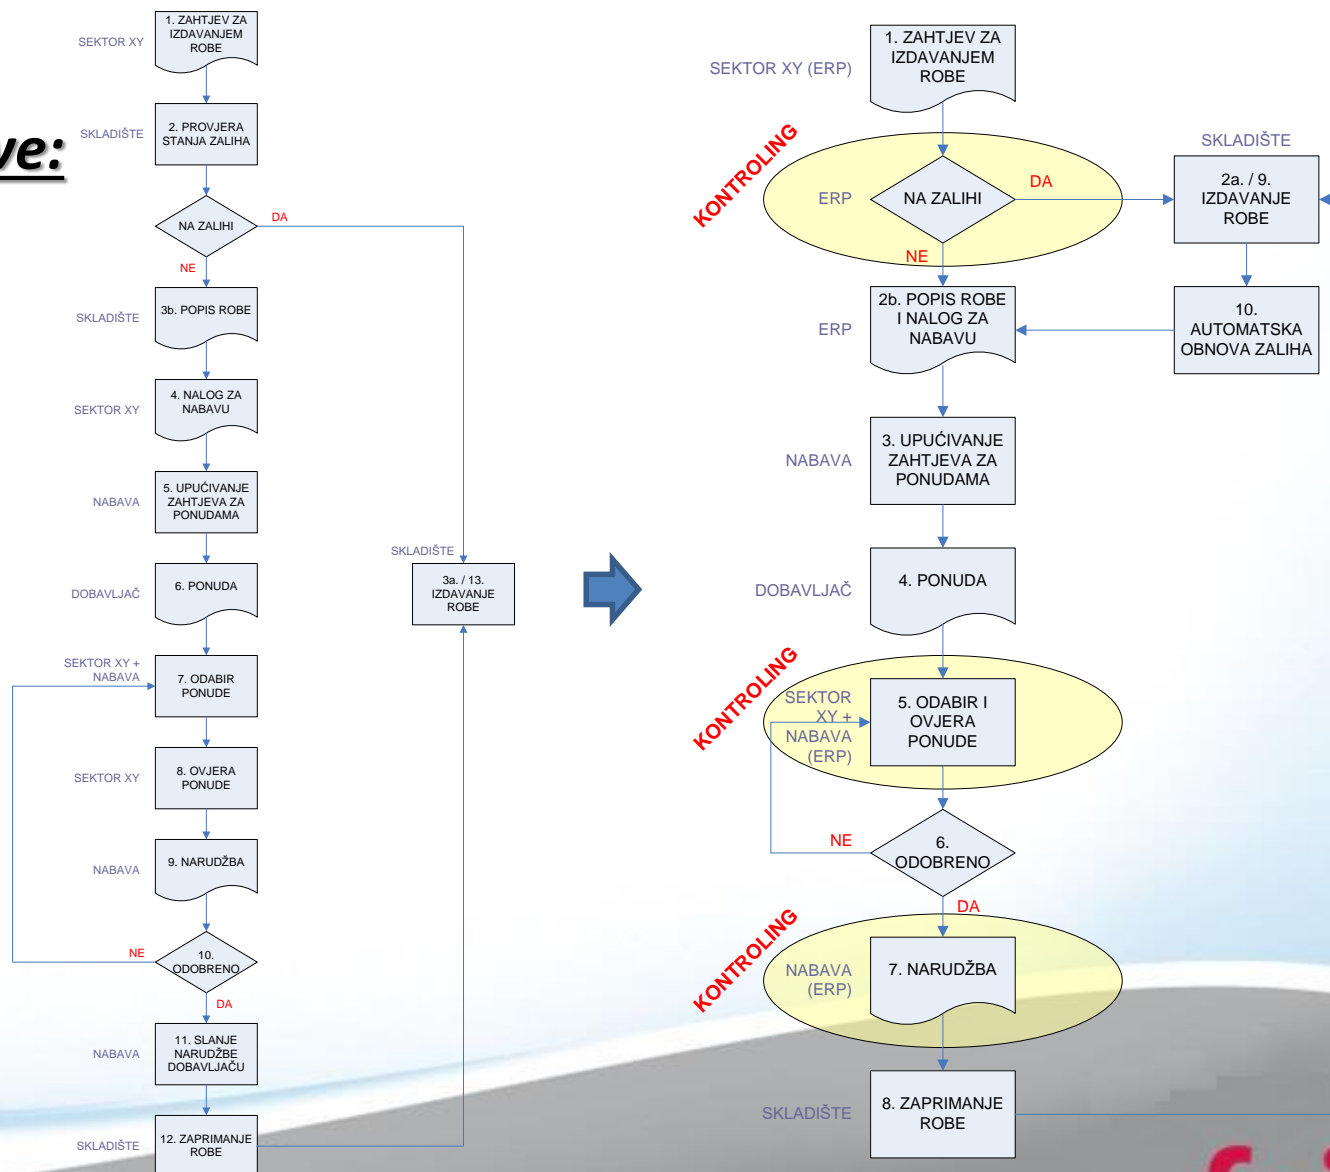 ve:
SEKTOR XY
1. ZAHTJEV ZA
IZDAVANJEM
ROBE
SKLADIŠTE
2. PROVJERA
STANJA ZALIHA
NA ZALIHI
DA
NE
SKLADIŠTE
3b. POPIS ROBE
SEKTOR XY
4. NALOG ZA
NABAVU
NABAVA
5. UPUĆIVANJE
ZAHTJEVA ZA
PONUDAMA
SKLADIŠTE
3a. / 13.
IZDAVANJE
ROBE
DOBAVLJAČ
6. PONUDA
SEKTOR XY +
NABAVA
7. ODABIR
PONUDE
SEKTOR XY
8. OVJERA
PONUDE
NABAVA
9. NARUDŽBA
NE
10.
ODOBRENO
DA
NABAVA
11. SLANJE
NARUDŽBE
DOBAVLJAČU
SKLADIŠTE
12. ZAPRIMANJE
ROBE
SEKTOR XY (ERP)
1. ZAHTJEV ZA
IZDAVANJEM
ROBE
KONTROLING
ERP
NA ZALIHI
DA
NE
SKLADIŠTE
2a. / 9.
IZDAVANJE
ROBE
ERP
2b. POPIS ROBE
I NALOG ZA
NABAVU
10.
AUTOMATSKA
OBNOVA ZALIHA
NABAVA
3. UPUĆIVANJE
ZAHTJEVA ZA
PONUDAMA
DOBAVLJAČ
4. PONUDA
KONTROLING
SEKTOR
XY +
NABAVA
(ERP)
5. ODABIR I
OVJERA
PONUDE
NE
6.
ODOBRENO
DA
KONTROLING
NABAVA
(ERP)
7. NARUDŽBA
SKLADIŠTE
8. ZAPRIMANJE
ROBE